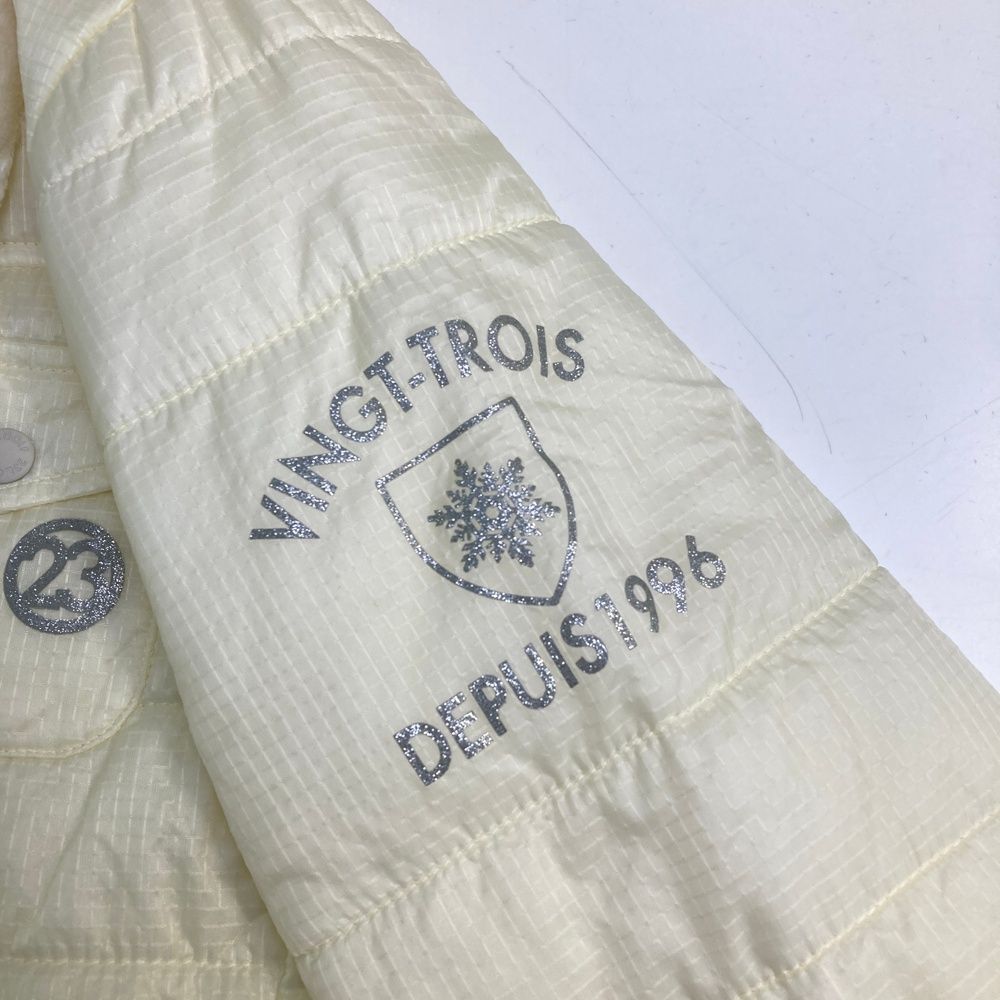 VINGT-TROIS
DEPUIS 1996
23